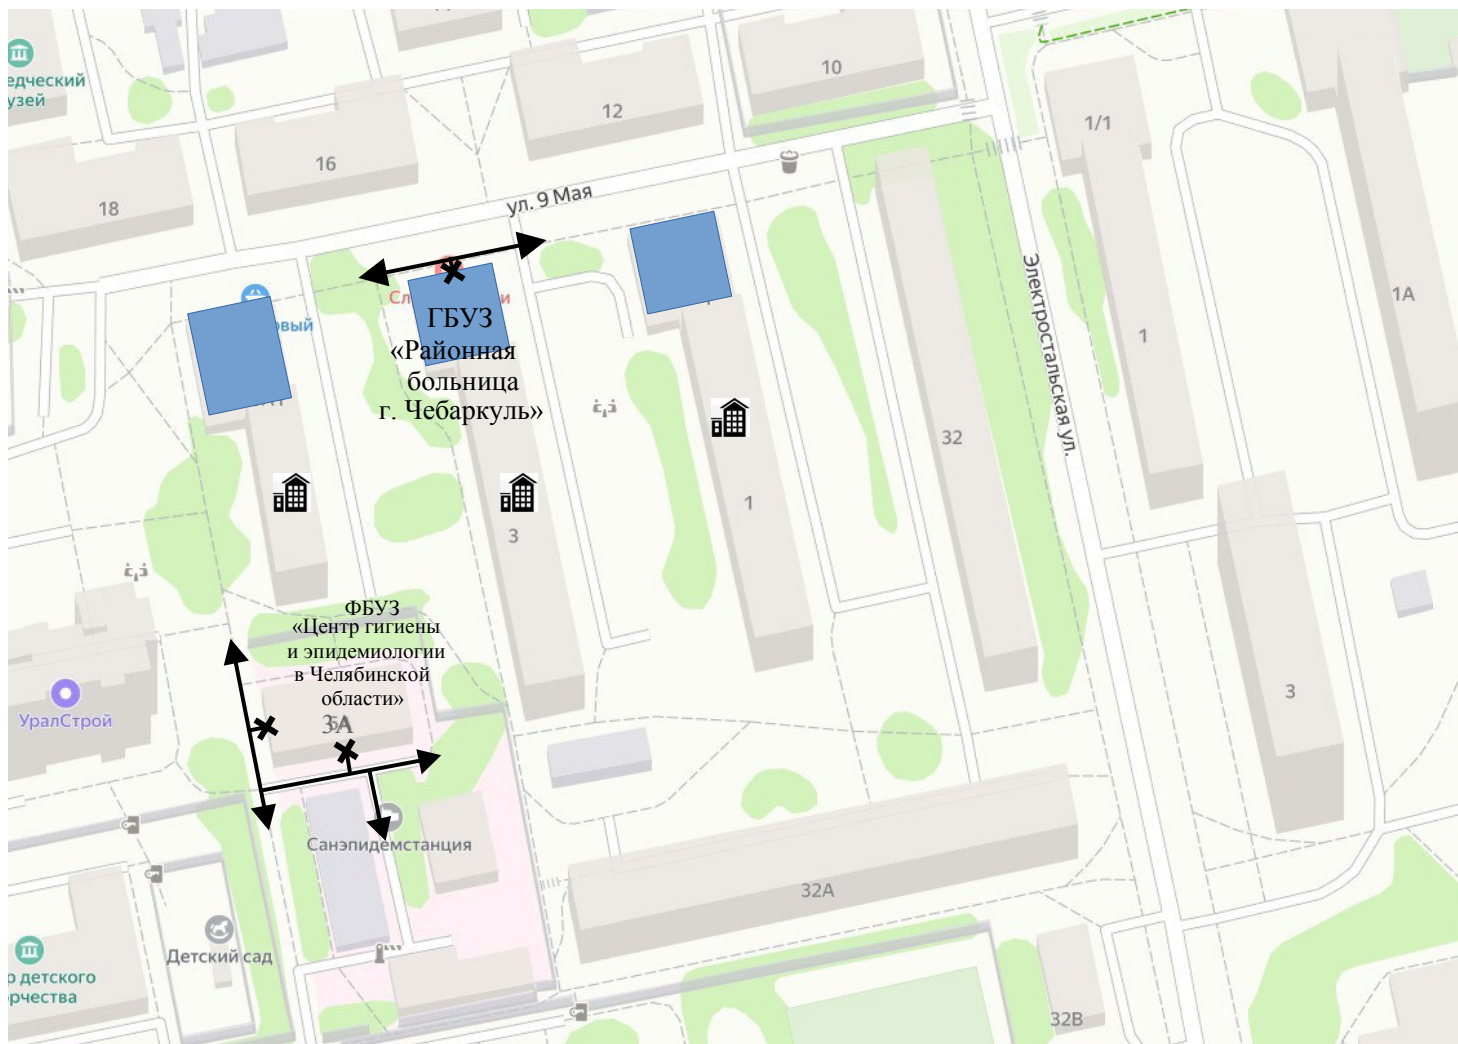 едческий
узей
10
12
1/1
16
18
ул. 9 Мая
Электростальская ул.
1А
1
ГБУЗ
«Районная
больница
г. Чебаркуль»
овый
32
1
3
ФБУЗ
«Центр гигиены
и эпидемиологии
в Челябинской
области»
3А
УралСтрой
3
Санэпидемстанция
32А
Детский сад
р детского
рчества
32В